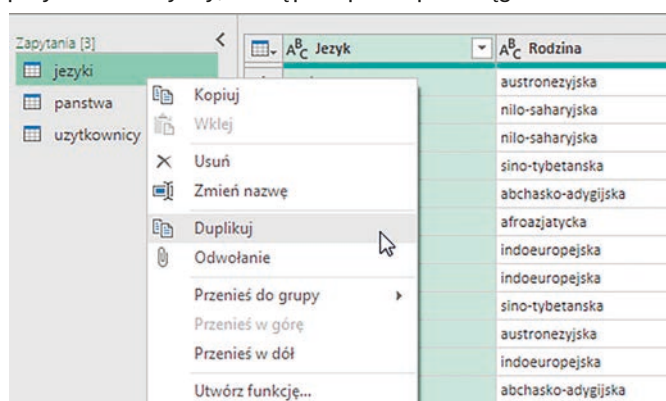 Zapytania [3]
jezyki
panstwa
uzytkownicy
Kopiuj
Wklej
Usuń
Zmień nazwę
Duplikuj
Odwołanie
Przenieś do grupy
Przenieś w górę
Przenieś w dół
Utwórz funkcję...
ABC Jezyk
ABC Rodzina
austronezyjska
nilo-saharyjska
nilo-saharyjska
sino-tybetanska
abchasko-adygijska
afroazjatycka
indoeuropejska
indoeuropejska
sino-tybetanska
austronezyjska
indoeuropejska
abchasko-adygijska